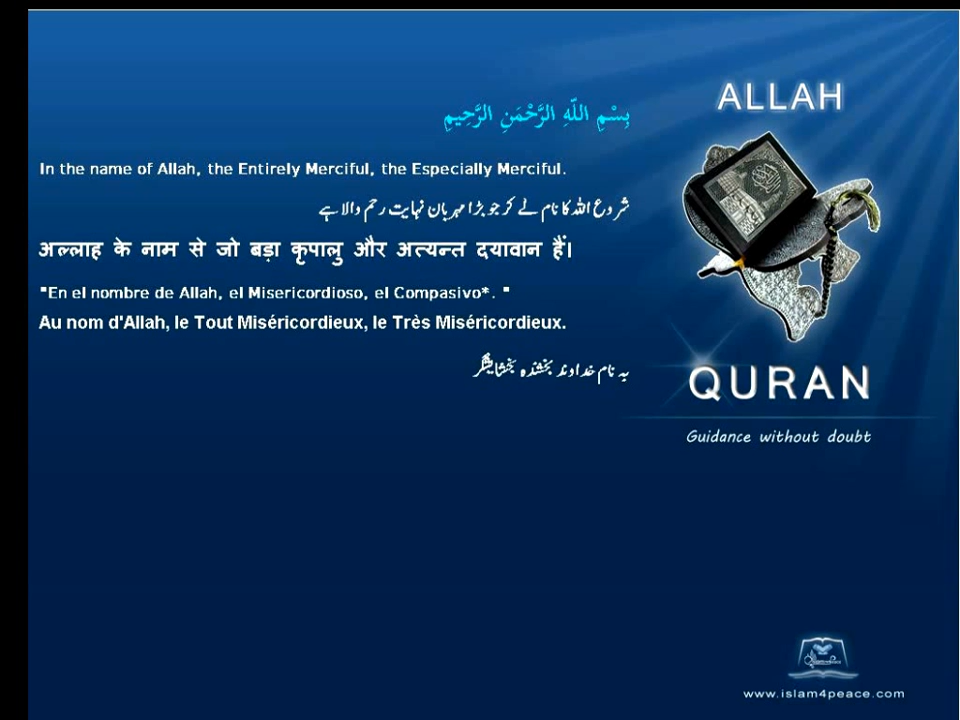 بِسْمِ اللّهِ الرَّحْمَنِ الرَّحِيمِ
In the name of Allah, the Entirely Merciful, the Especially Merciful.
شروع اللہ کا نام لے کر جو بڑا مہربان نہایت رحم والا ہے
अल्लाह के नाम से जो बड़ा कृपालु और अत्यन्त दयावान हैं।
"En el nombre de Allah, el Misericordioso, el Compasivo*. "
Au nom d'Allah, le Tout Miséricordieux, le Très Miséricordieux.
به نام خداوند بخشنده بخشایشگر
ALLAH
QURAN
Guidance without doubt
www.islam4peace.com